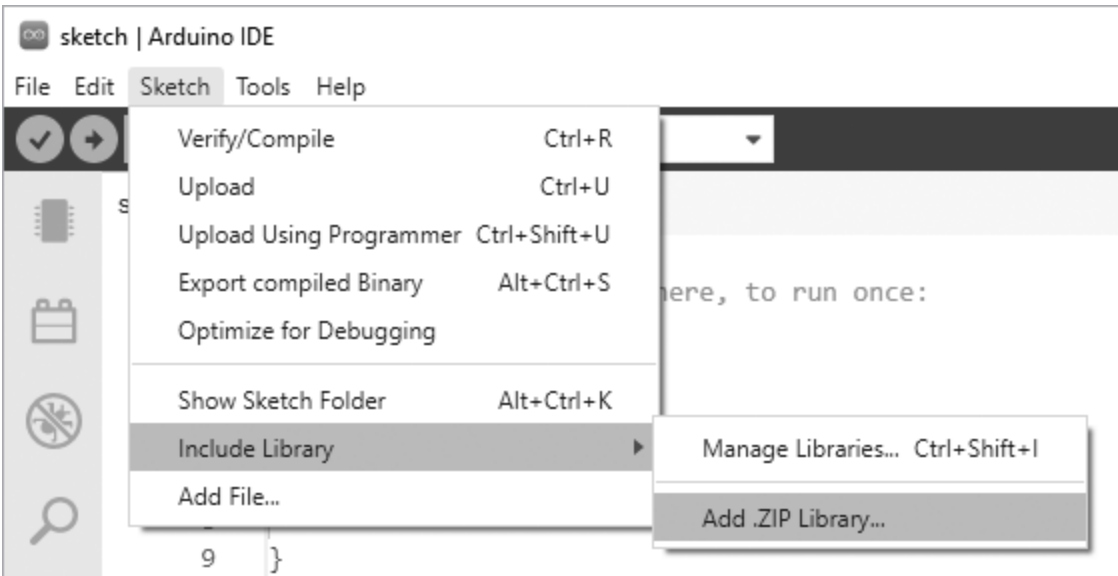 sketch | Arduino IDE
File Edit Sketch Tools Help
Verify/Compile Ctrl+R
Upload Ctrl+U
Upload Using Programmer Ctrl+Shift+U
Export compiled Binary Alt+Ctrl+S
Optimize for Debugging
Show Sketch Folder Alt+Ctrl+K
Include Library
Add File...
Manage Libraries... Ctrl+Shift+I
Add .ZIP Library...
here, to run once:
9 }